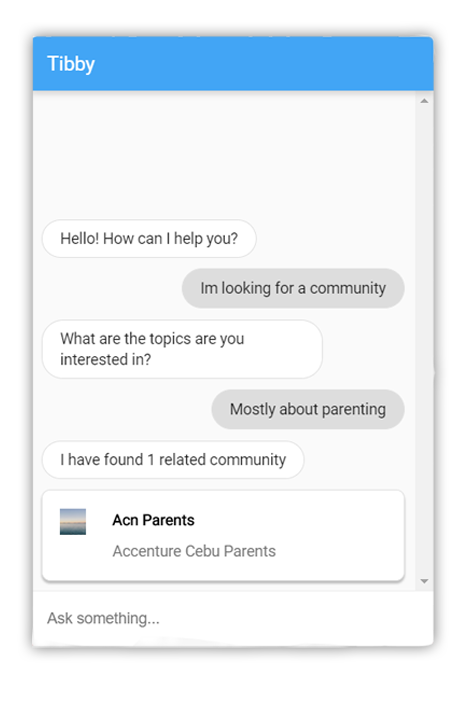 Tibby
Hello! How can I help you?
Im looking for a community
What are the topics are you
interested in?
Mostly about parenting
I have found 1 related community
Acn Parents
Accenture Cebu Parents
Ask something...